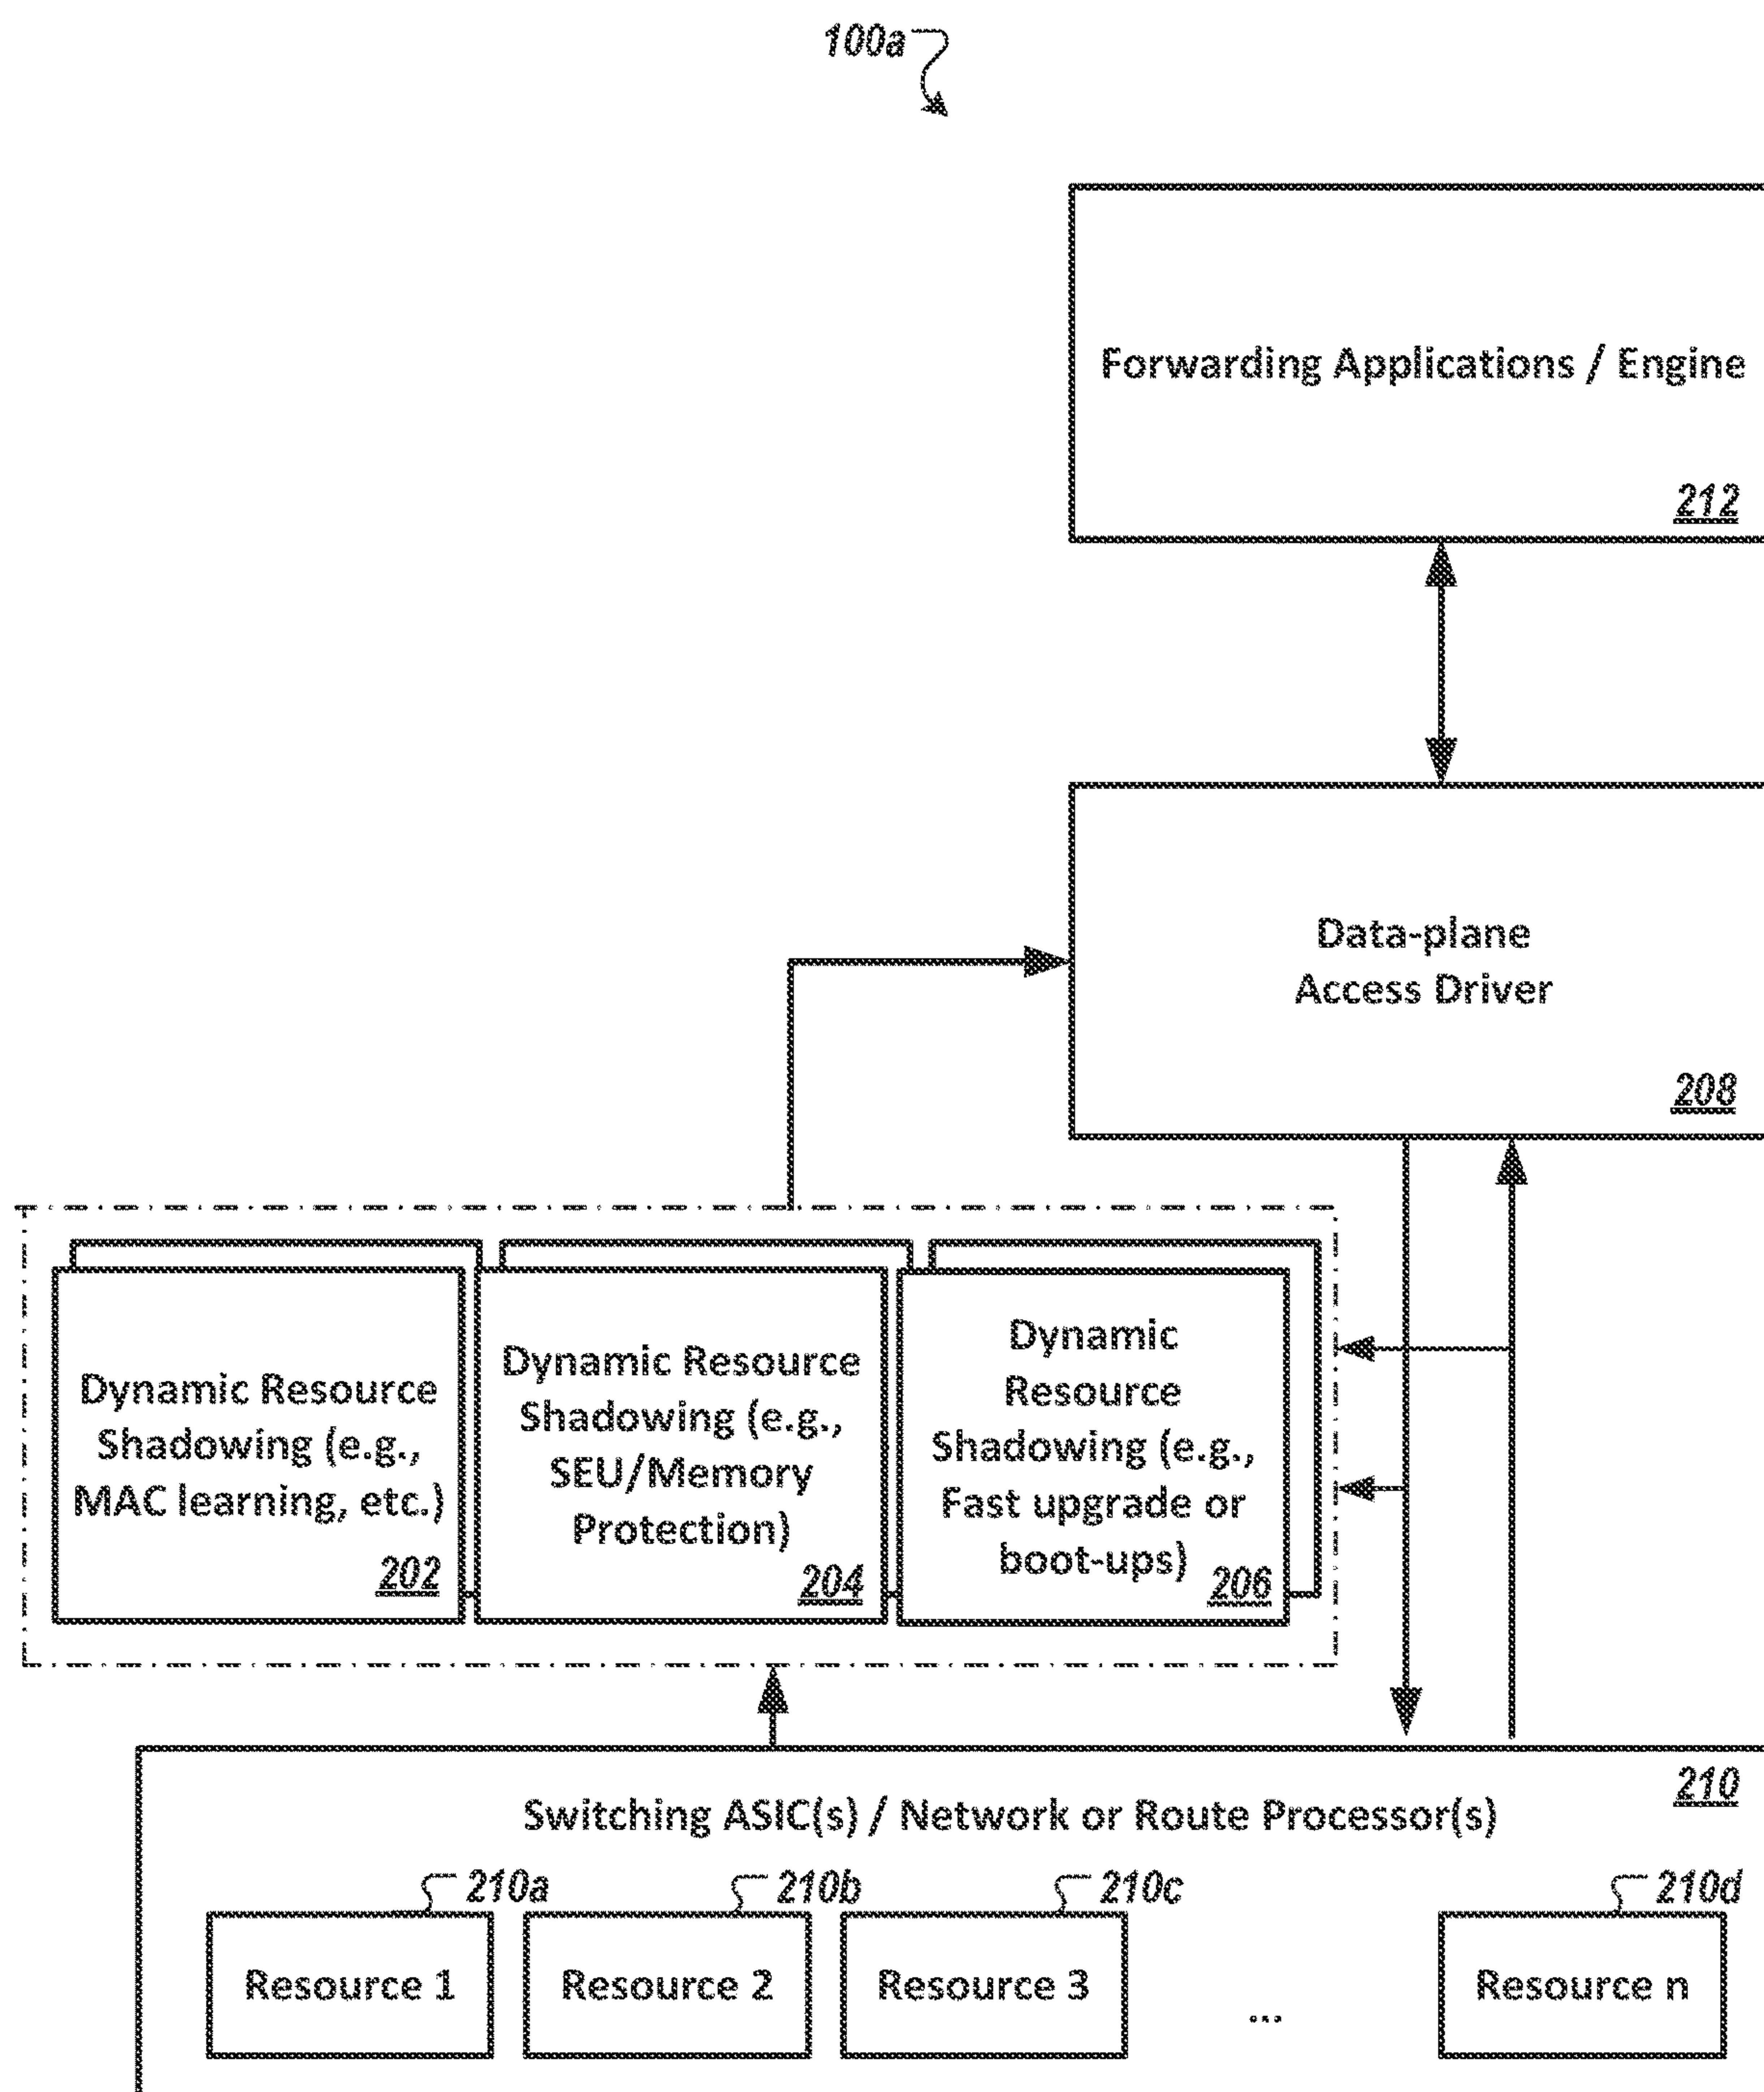 100a
Forwarding Applications / Engine
212
Data-plane
Access Driver
208
Dynamic Resource
Shadowing (e.g.,
MAC learning, etc.)
202
Dynamic Resource
Shadowing (e.g.,
SEU/Memory
Protection)
204
Dynamic
Resource
Shadowing (e.g.,
Fast upgrade or
boot-ups)
206
210
Switching ASIC(s) / Network or Route Processor(s)
210a
210b
210c
210d
Resource 1
Resource 2
Resource 3
...
Resource n